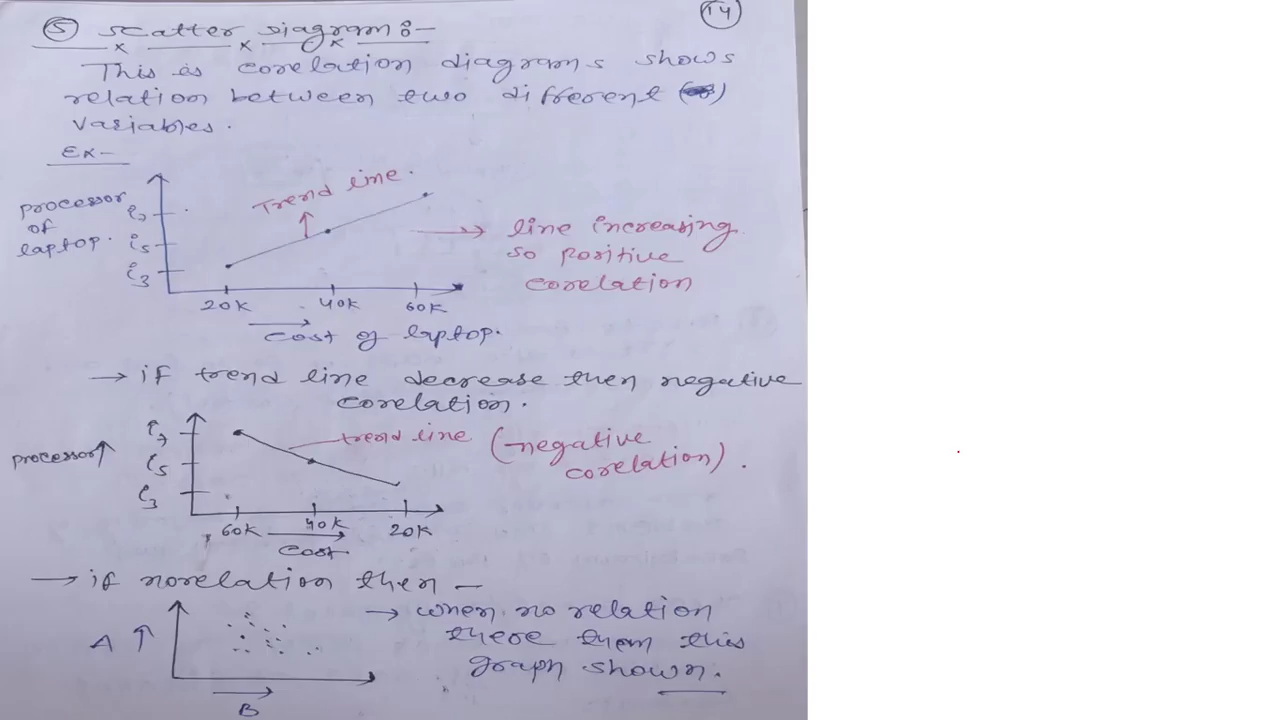 14
5 scatter diagram :-
This is corelation diagrams shows
relation between two different
variables.
Ex-
Trend line.
processor
of
laptop.
i7
i5
i3
line increasing
so positive
corelation
20K 40K 60K
cost of laptop.
→ if trend line decrease then negative
corelation.
processor↑
i7
i5
i3
trend line (negative
corelation).
60K 40K 20K
cost
→ if norelation then —
A ↑
→ when no relation
there them this
graph shown.
B